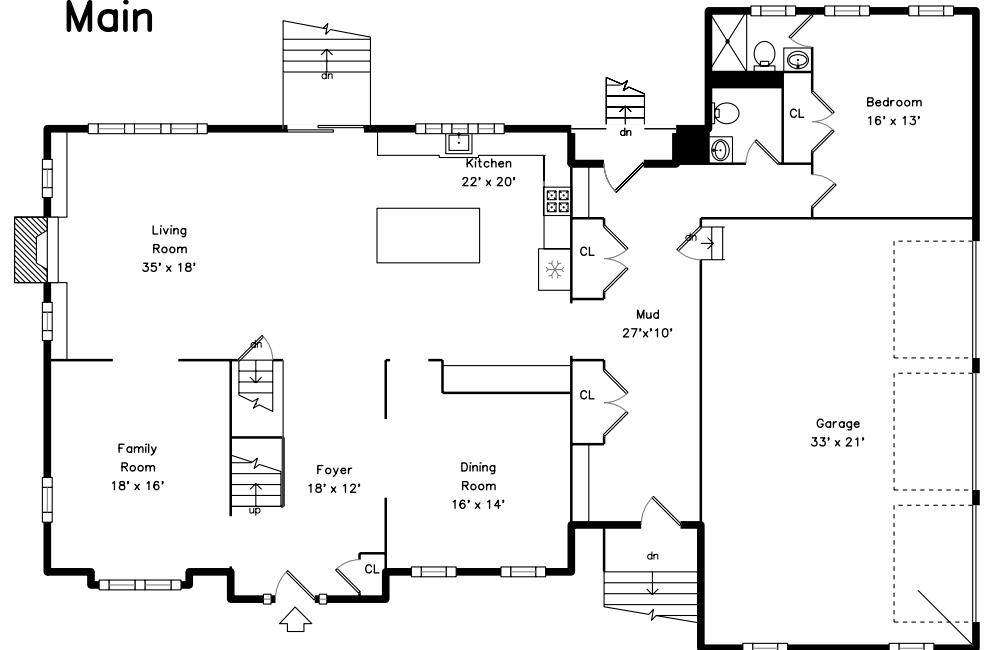 Main
dn
dn
CL
Bedroom
16' x 13'
Kitchen
22' x 20'
Living
Room
35' x 18'
CL
dn
Mud
27'x'10'
dn
CL
Garage
33' x 21'
Family
Room
18' x 16'
Foyer
18' x 12'
Dining
Room
16' x 14'
up
dn
CL